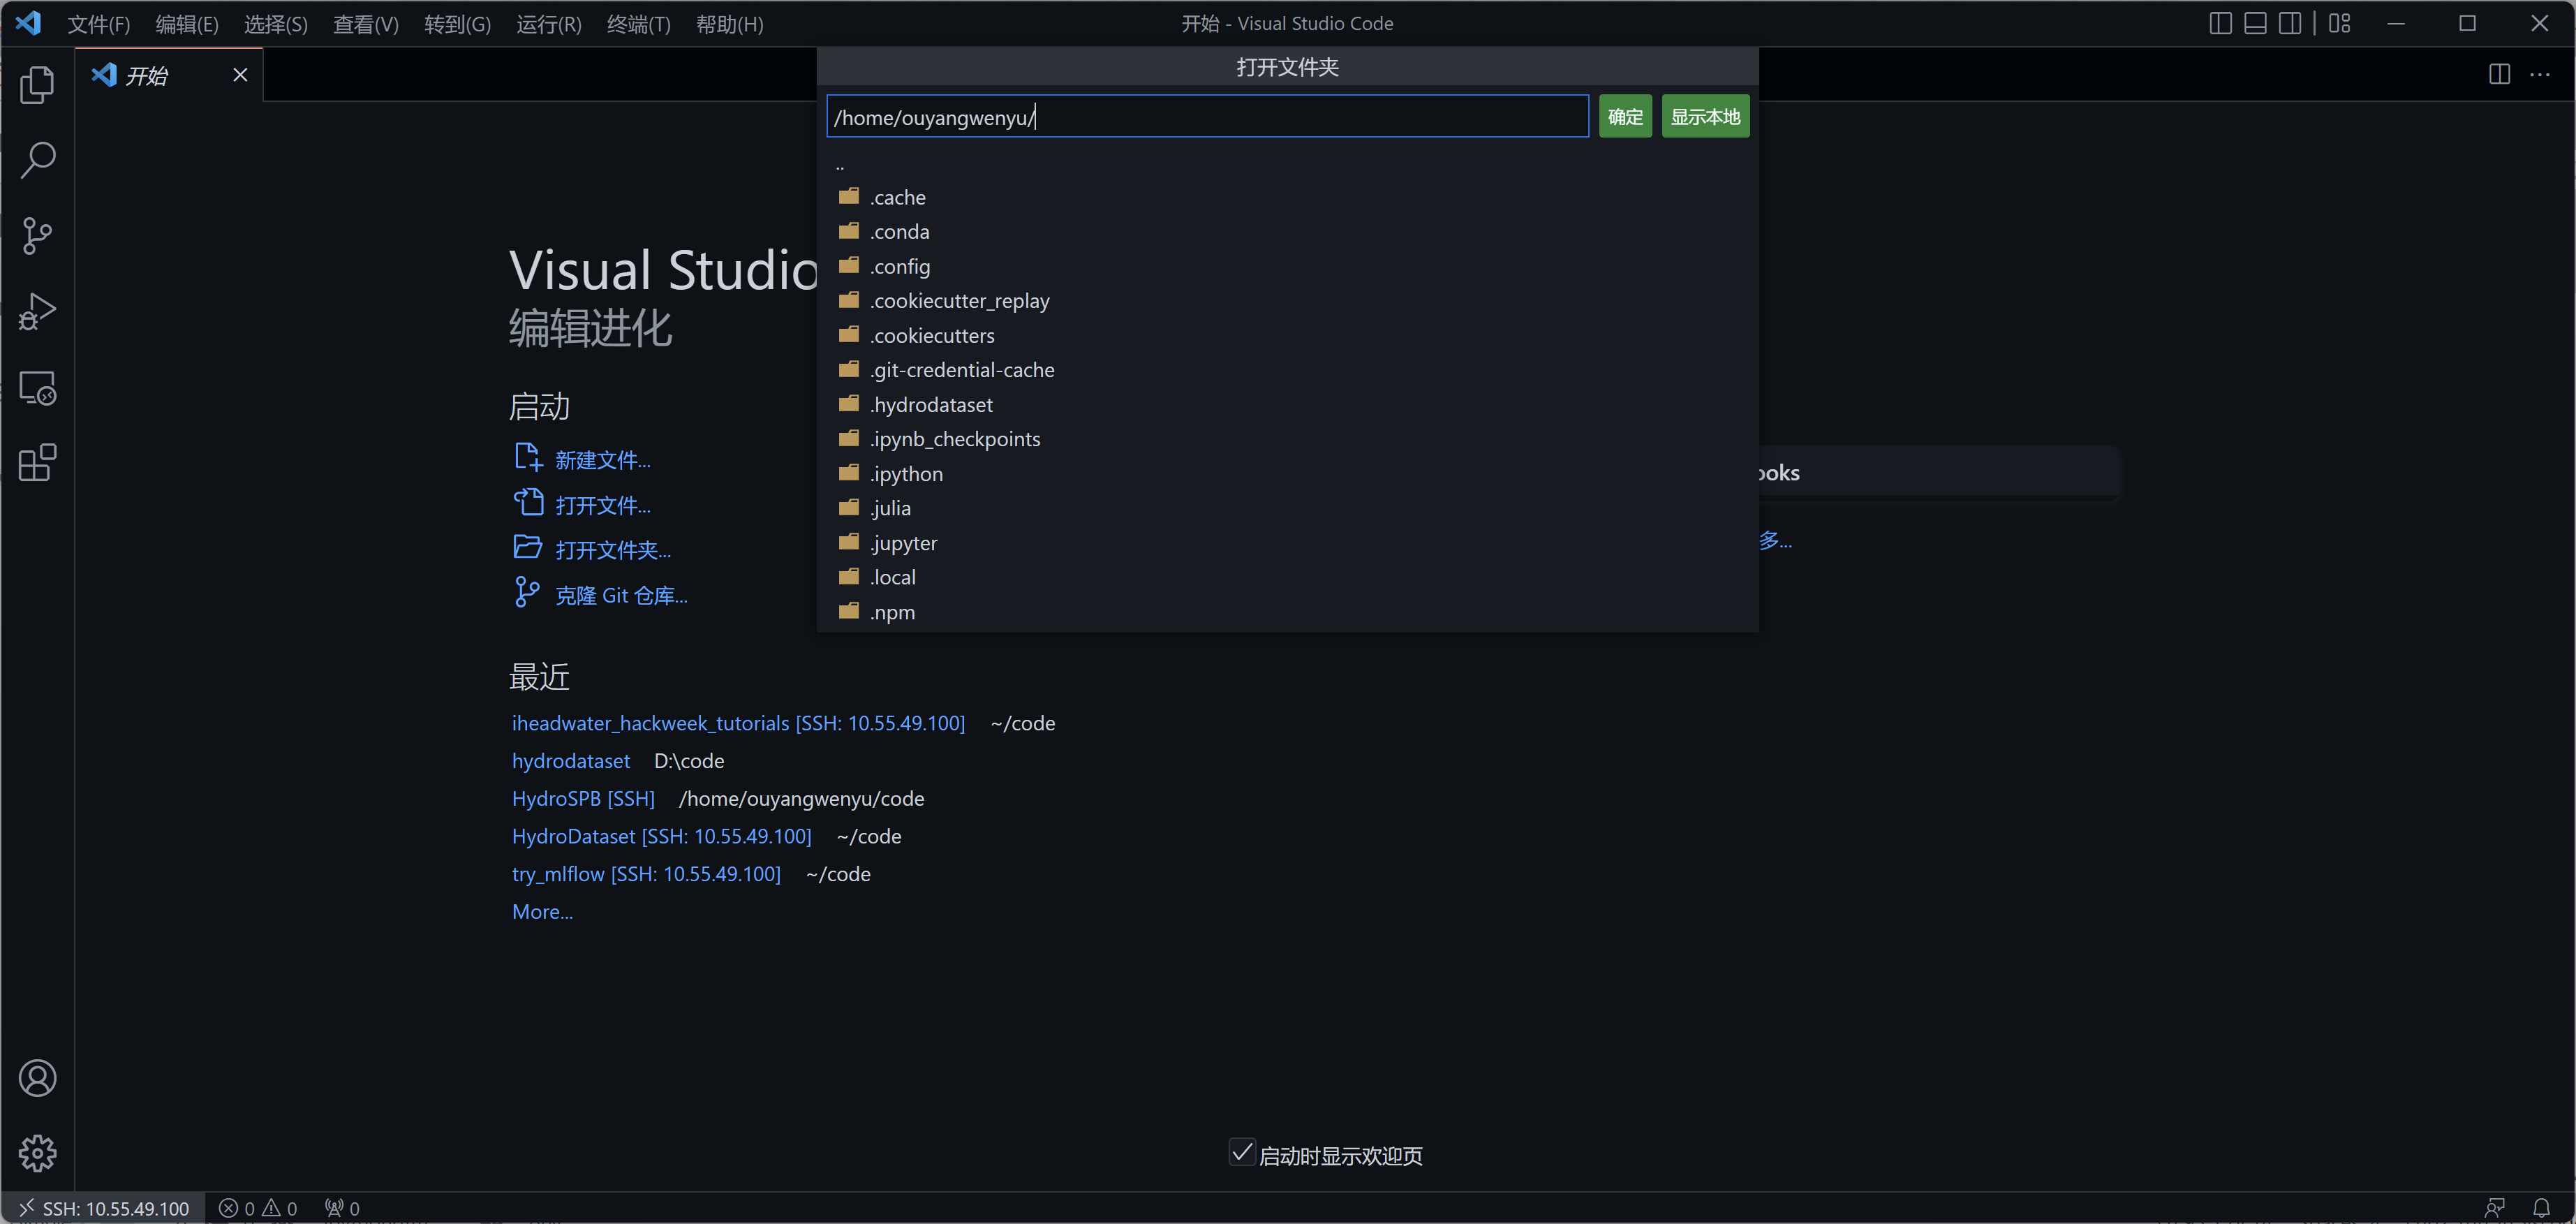 文件(F) 编辑(E) 选择(S) 查看(V) 转到(G) 运行(R) 终端(T) 帮助(H) 开始 - Visual Studio Code
开始
打开文件夹
/home/ouyangwenyu/ 确定 显示本地
..
.cache
.conda
.config
.cookiecutter_replay
.cookiecutters
.git-credential-cache
.hydrodataset
.ipynb_checkpoints
.ipython
.julia
.jupyter
.local
.npm
Visual Studio
编辑进化
启动
新建文件...
打开文件...
打开文件夹...
克隆 Git 仓库...
ooks
多...
最近
iheadwater_hackweek_tutorials [SSH: 10.55.49.100] ~/code
hydrodataset D:\code
HydroSPB [SSH] /home/ouyangwenyu/code
HydroDataset [SSH: 10.55.49.100] ~/code
try_mlflow [SSH: 10.55.49.100] ~/code
More...
启动时显示欢迎页
SSH: 10.55.49.100 0 0 0